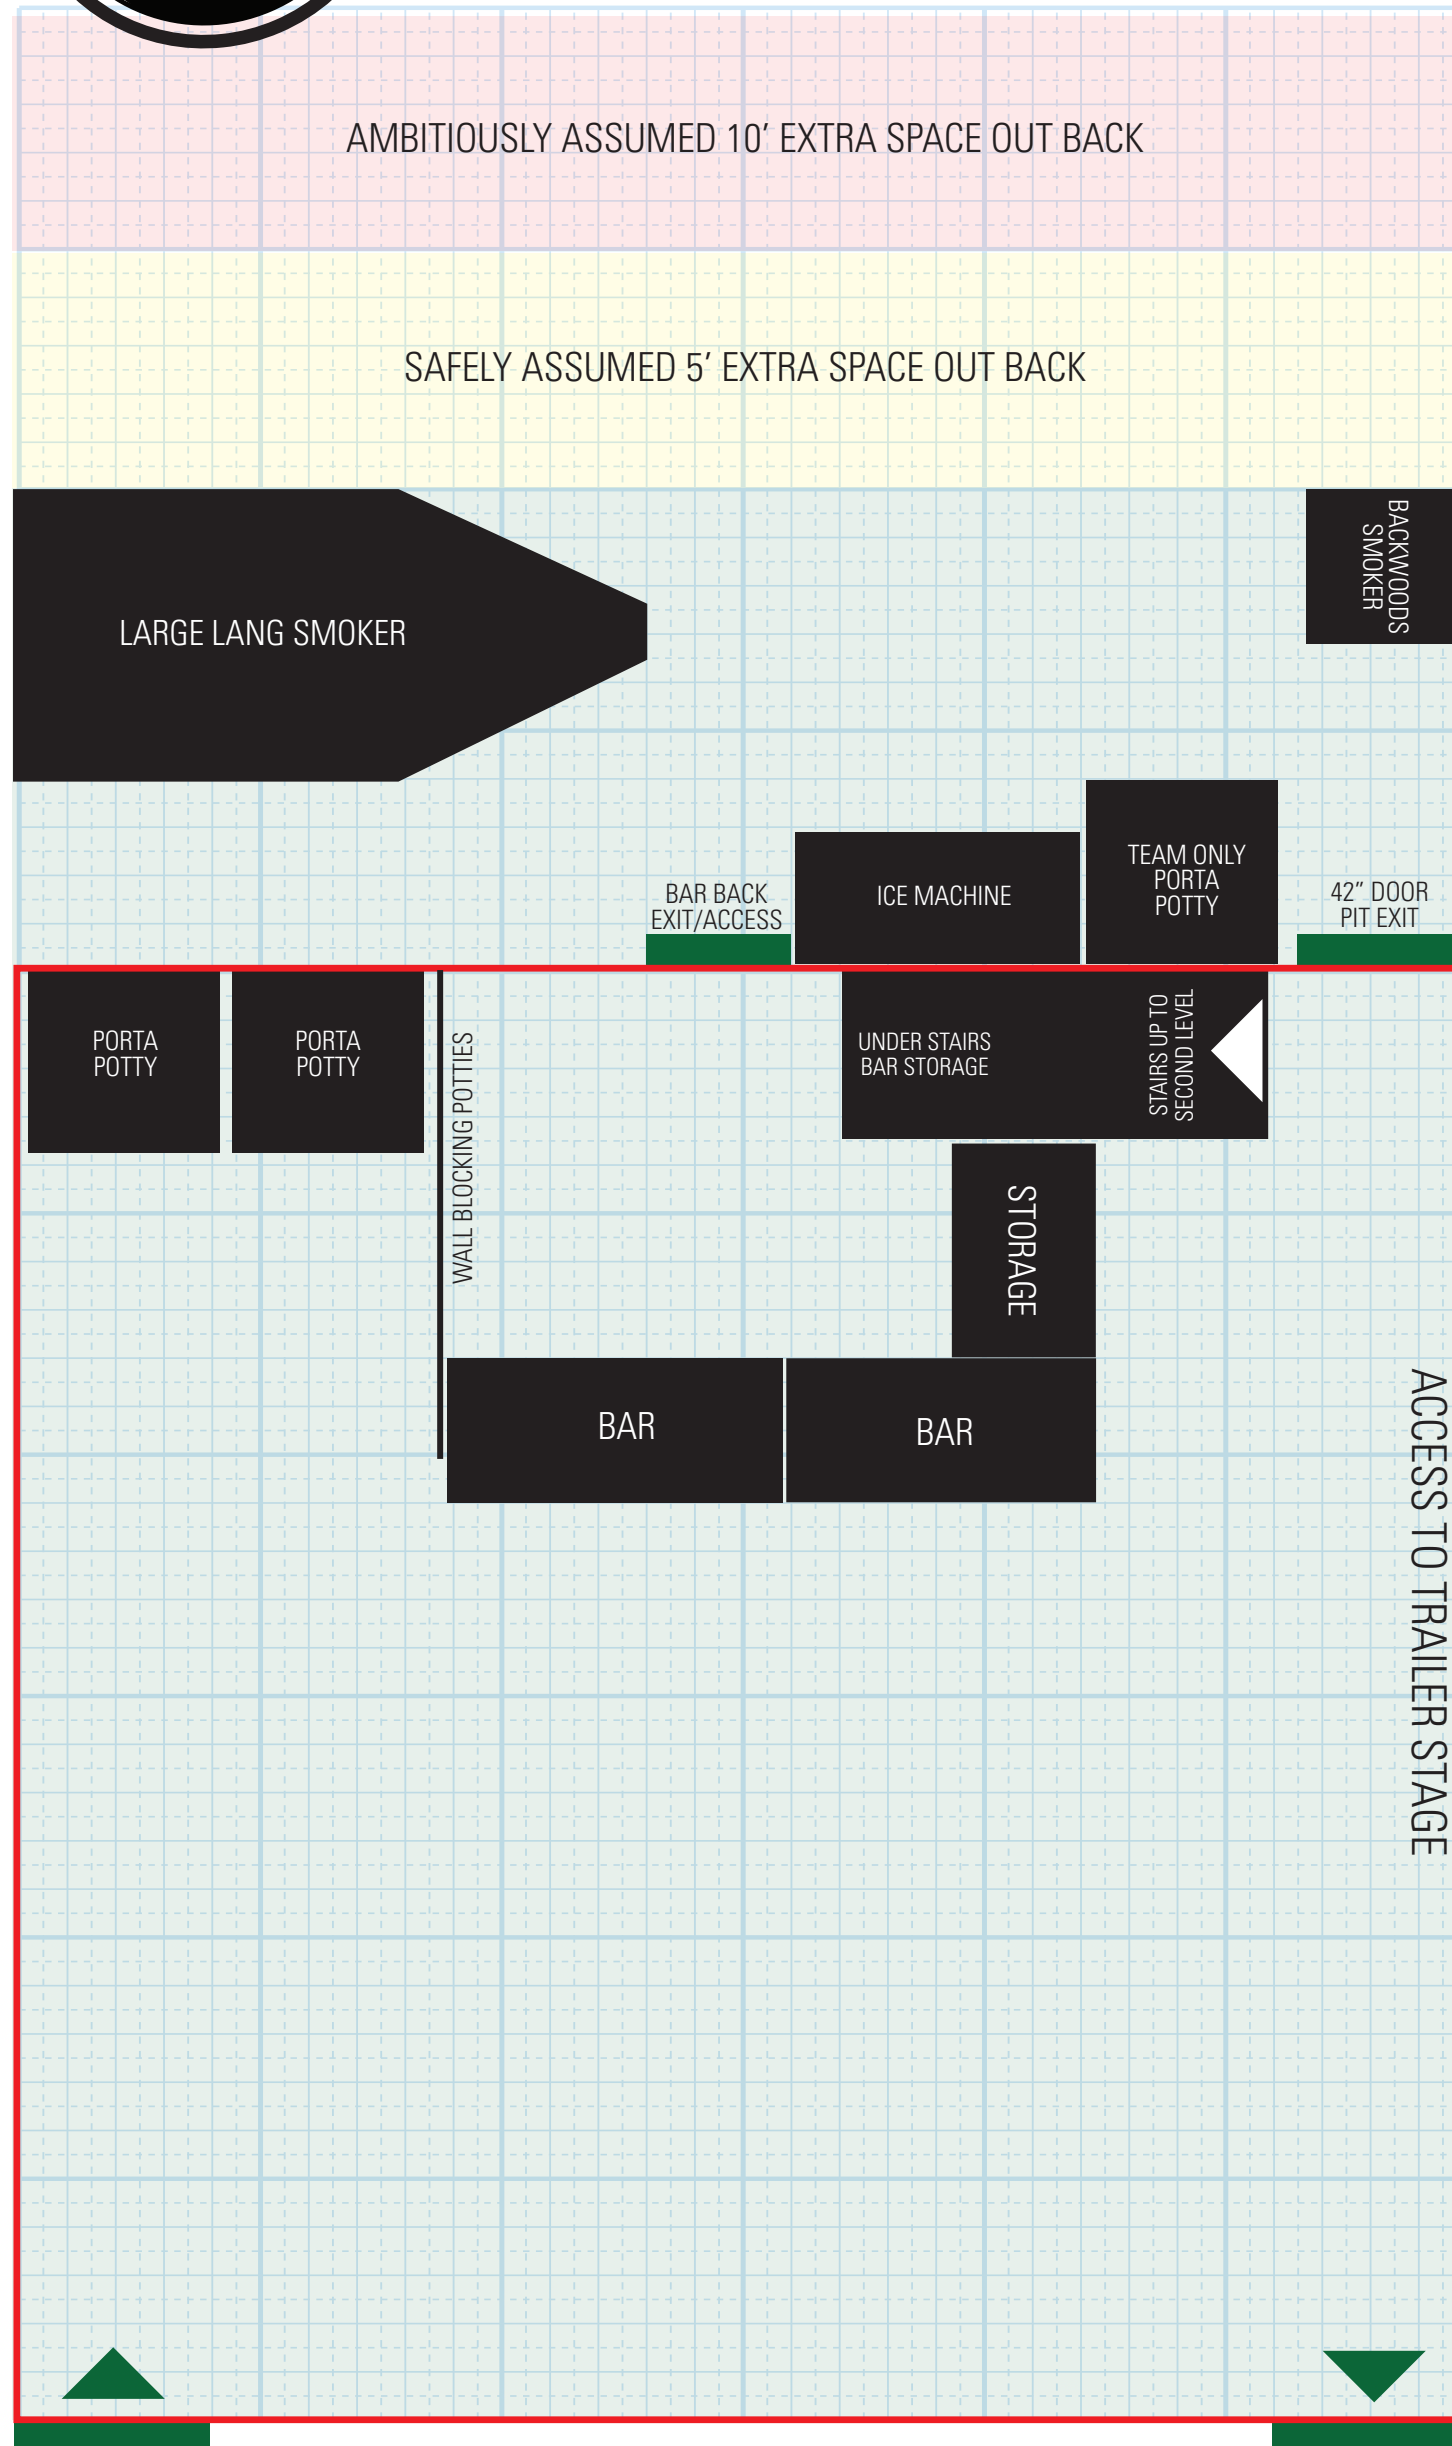 AMBITIOUSLY ASSUMED 10’ EXTRA SPACE OUT BACK
SAFELY ASSUMED 5’ EXTRA SPACE OUT BACK
LARGE LANG SMOKER
BACKWOODS
SMOKER
BAR BACK
EXIT/ACCESS
ICE MACHINE
TEAM ONLY
PORTA
POTTY
42” DOOR
PIT EXIT
PORTA
POTTY
PORTA
POTTY
WALL BLOCKING POTTIES
UNDER STAIRS
BAR STORAGE
STAIRS UP TO
SECOND LEVEL
STORAGE
BAR
BAR
ACCESS TO TRAILER STAGE